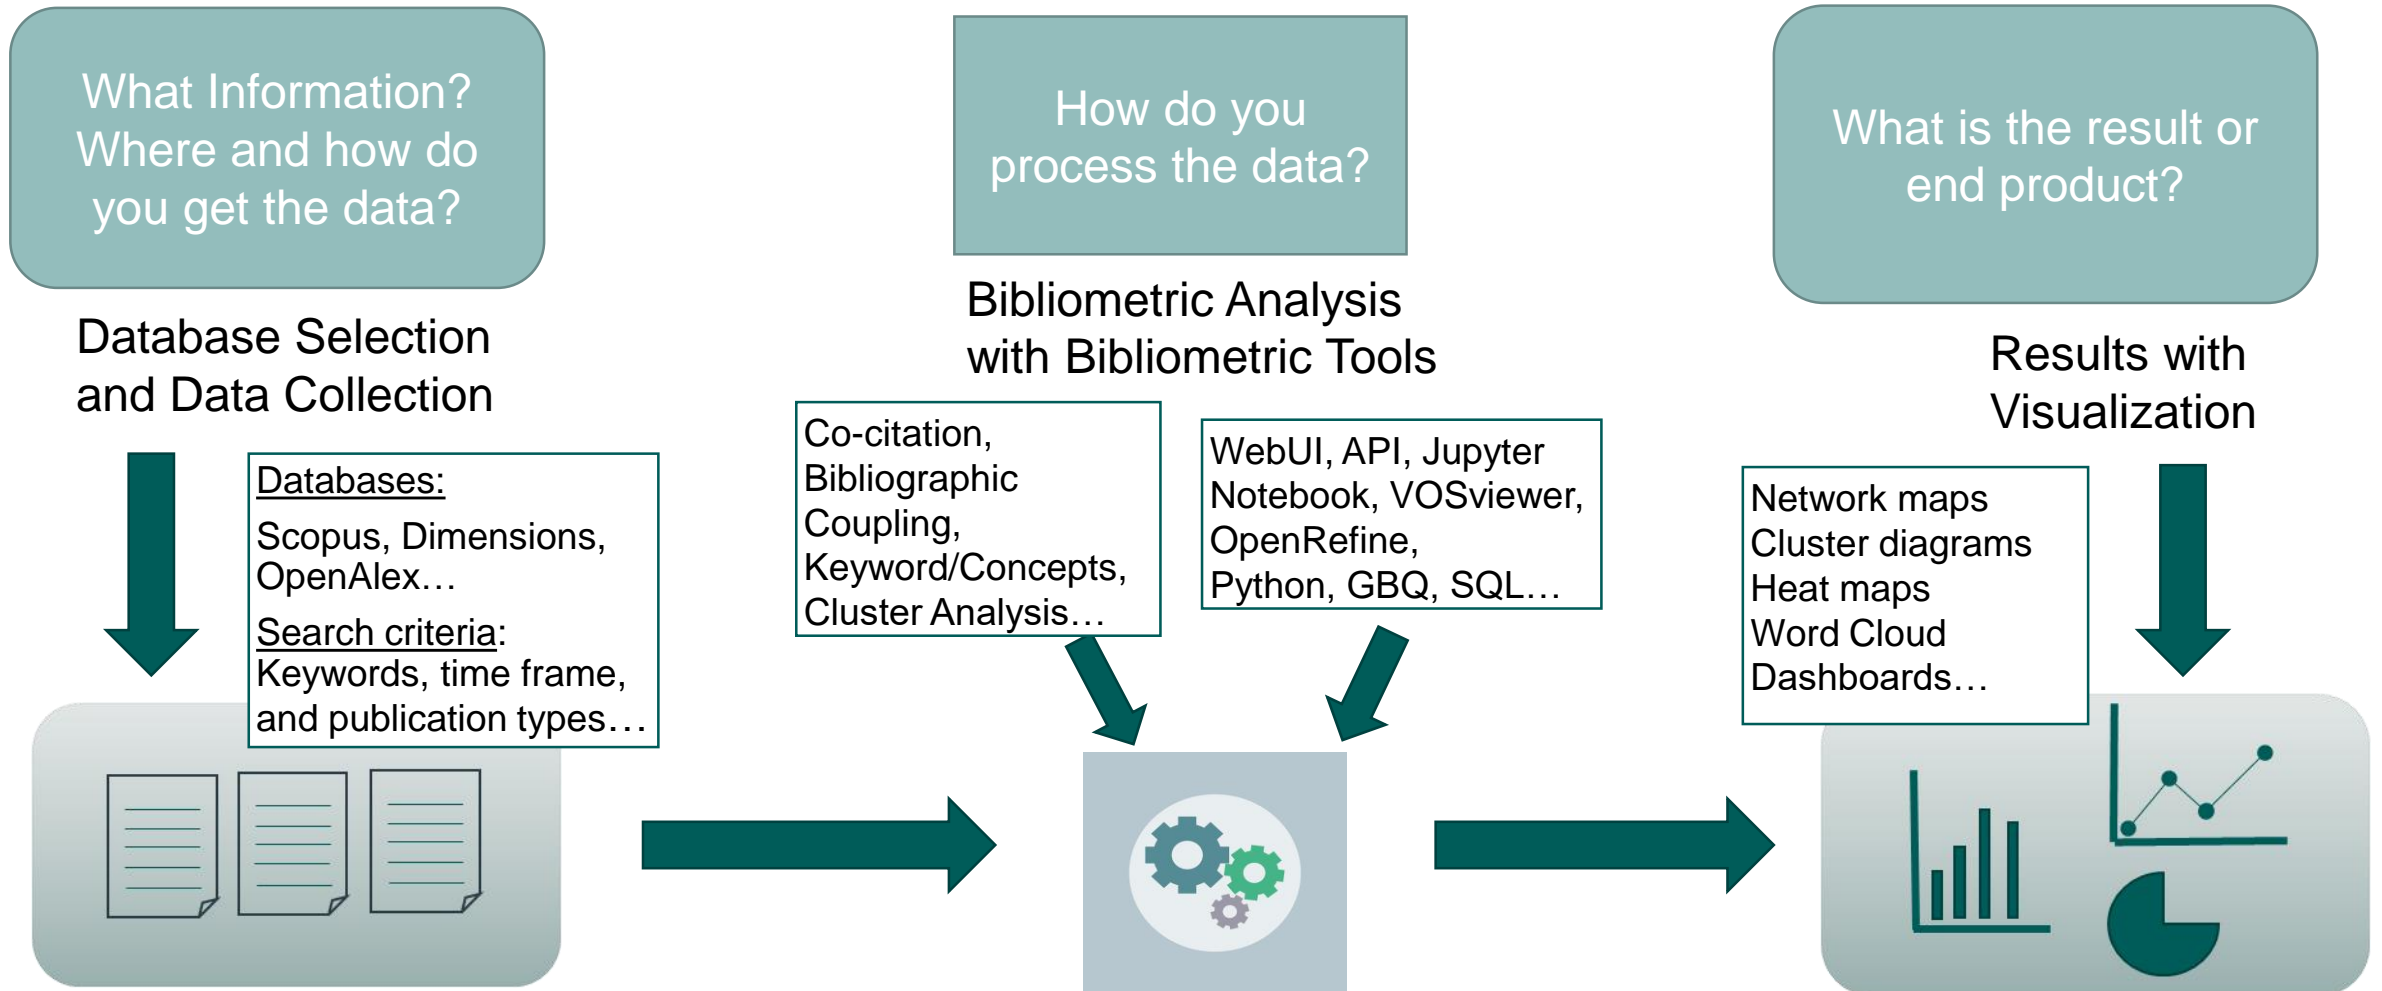 What Information?
Where and how do
you get the data?
Database Selection
and Data Collection
Databases:
Scopus, Dimensions,
OpenAlex…
Search criteria:
Keywords, time frame,
and publication types…
How do you
process the data?
Bibliometric Analysis
with Bibliometric Tools
Co-citation,
Bibliographic
Coupling,
Keyword/Concepts,
Cluster Analysis…
WebUI, API, Jupyter
Notebook, VOSviewer,
OpenRefine,
Python, GBQ, SQL…
What is the result or
end product?
Results with
Visualization
Network maps
Cluster diagrams
Heat maps
Word Cloud
Dashboards…